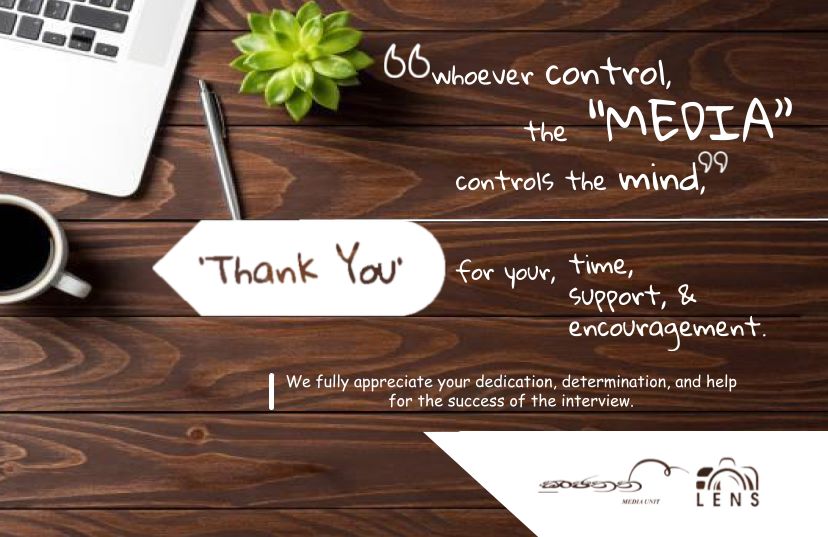 “whoever control,
the "MEDIA"
controls the mind,”
'Thank You' for your, time,
support, &
encouragement.
We fully appreciate your dedication, determination, and help
for the success of the interview.
MEDIA UNIT
LENS